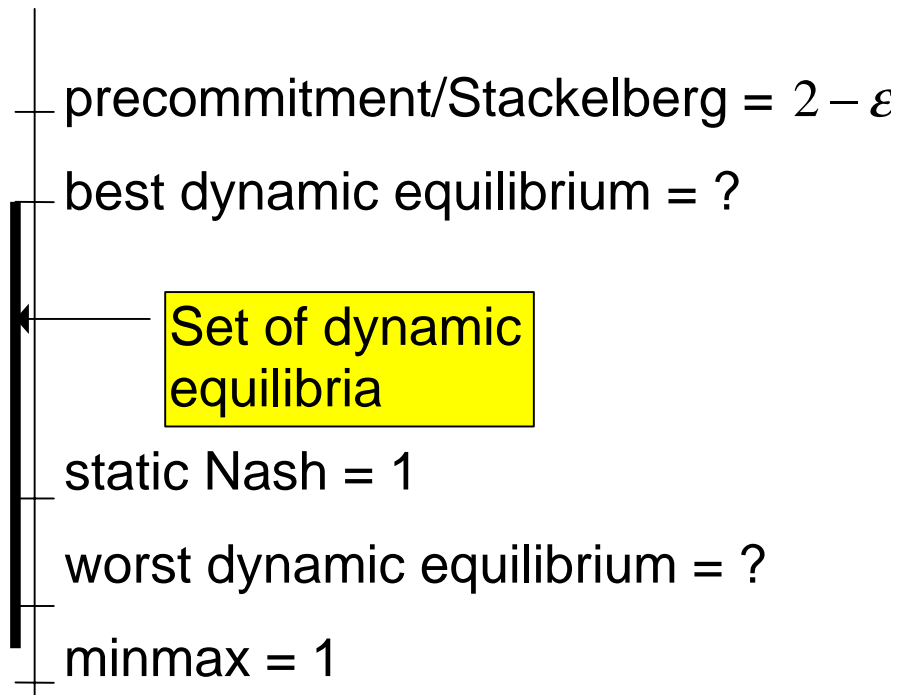 precommitment/Stackelberg = 2 − ε
best dynamic equilibrium = ?
Set of dynamic
equilibria
static Nash = 1
worst dynamic equilibrium = ?
minmax = 1